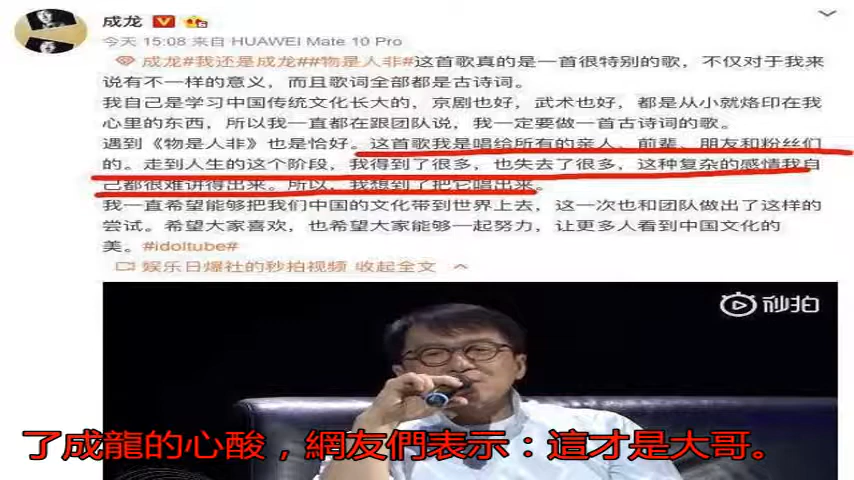 成龙
今天 15:08 来自 HUAWEI Mate 10 Pro
成龙#我还是成龙##物是人非#这首歌真的是一首很特别的歌，不仅对于我来
说有不一样的意义，而且歌词全部都是古诗词。
我自己是学习中国传统文化长大的，京剧也好，武术也好，都是从小就烙印在我
心里的东西，所以我一直都在跟团队说，我一定要做一首古诗词的歌。
遇到《物是人非》也是恰好。这首歌我是唱给所有的亲人、前辈、朋友和粉丝们
的。走到人生的这个阶段，我得到了很多，也失去了很多，这种复杂的感情我自
己都很难讲得出来。所以，我想到了把它唱出来。
我一直希望能够把我们中国的文化带到世界上去，这一次也和团队做出了这样的
尝试。希望大家喜欢，也希望大家能够一起努力，让更多人看到中国文化的
美。#idoltube#
娱乐日爆社的秒拍视频 收起全文
秒拍
了成龍的心酸，網友們表示：這才是大哥。